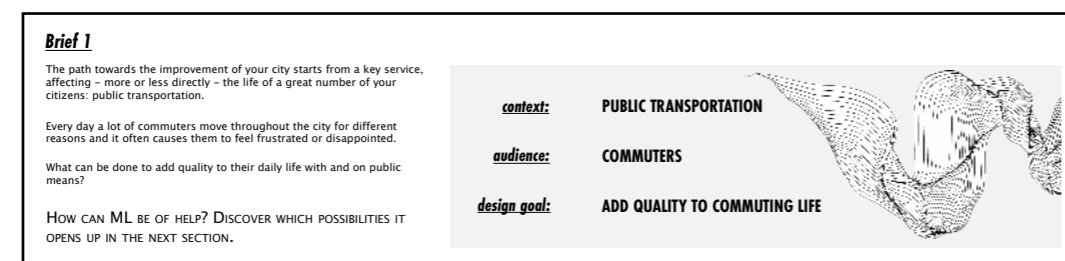 Brief 1
The path towards the improvement of your city starts from a key service,
affecting – more or less directly – the life of a great number of your
citizens: public transportation.
Every day a lot of commuters move throughout the city for different
reasons and it often causes them to feel frustrated or disappointed.
What can be done to add quality to their daily life with and on public
means?
How can ML be of help? Discover which possibilities it
opens up in the next section.
context: PUBLIC TRANSPORTATION
audience: COMMUTERS
design goal: ADD QUALITY TO COMMUTING LIFE